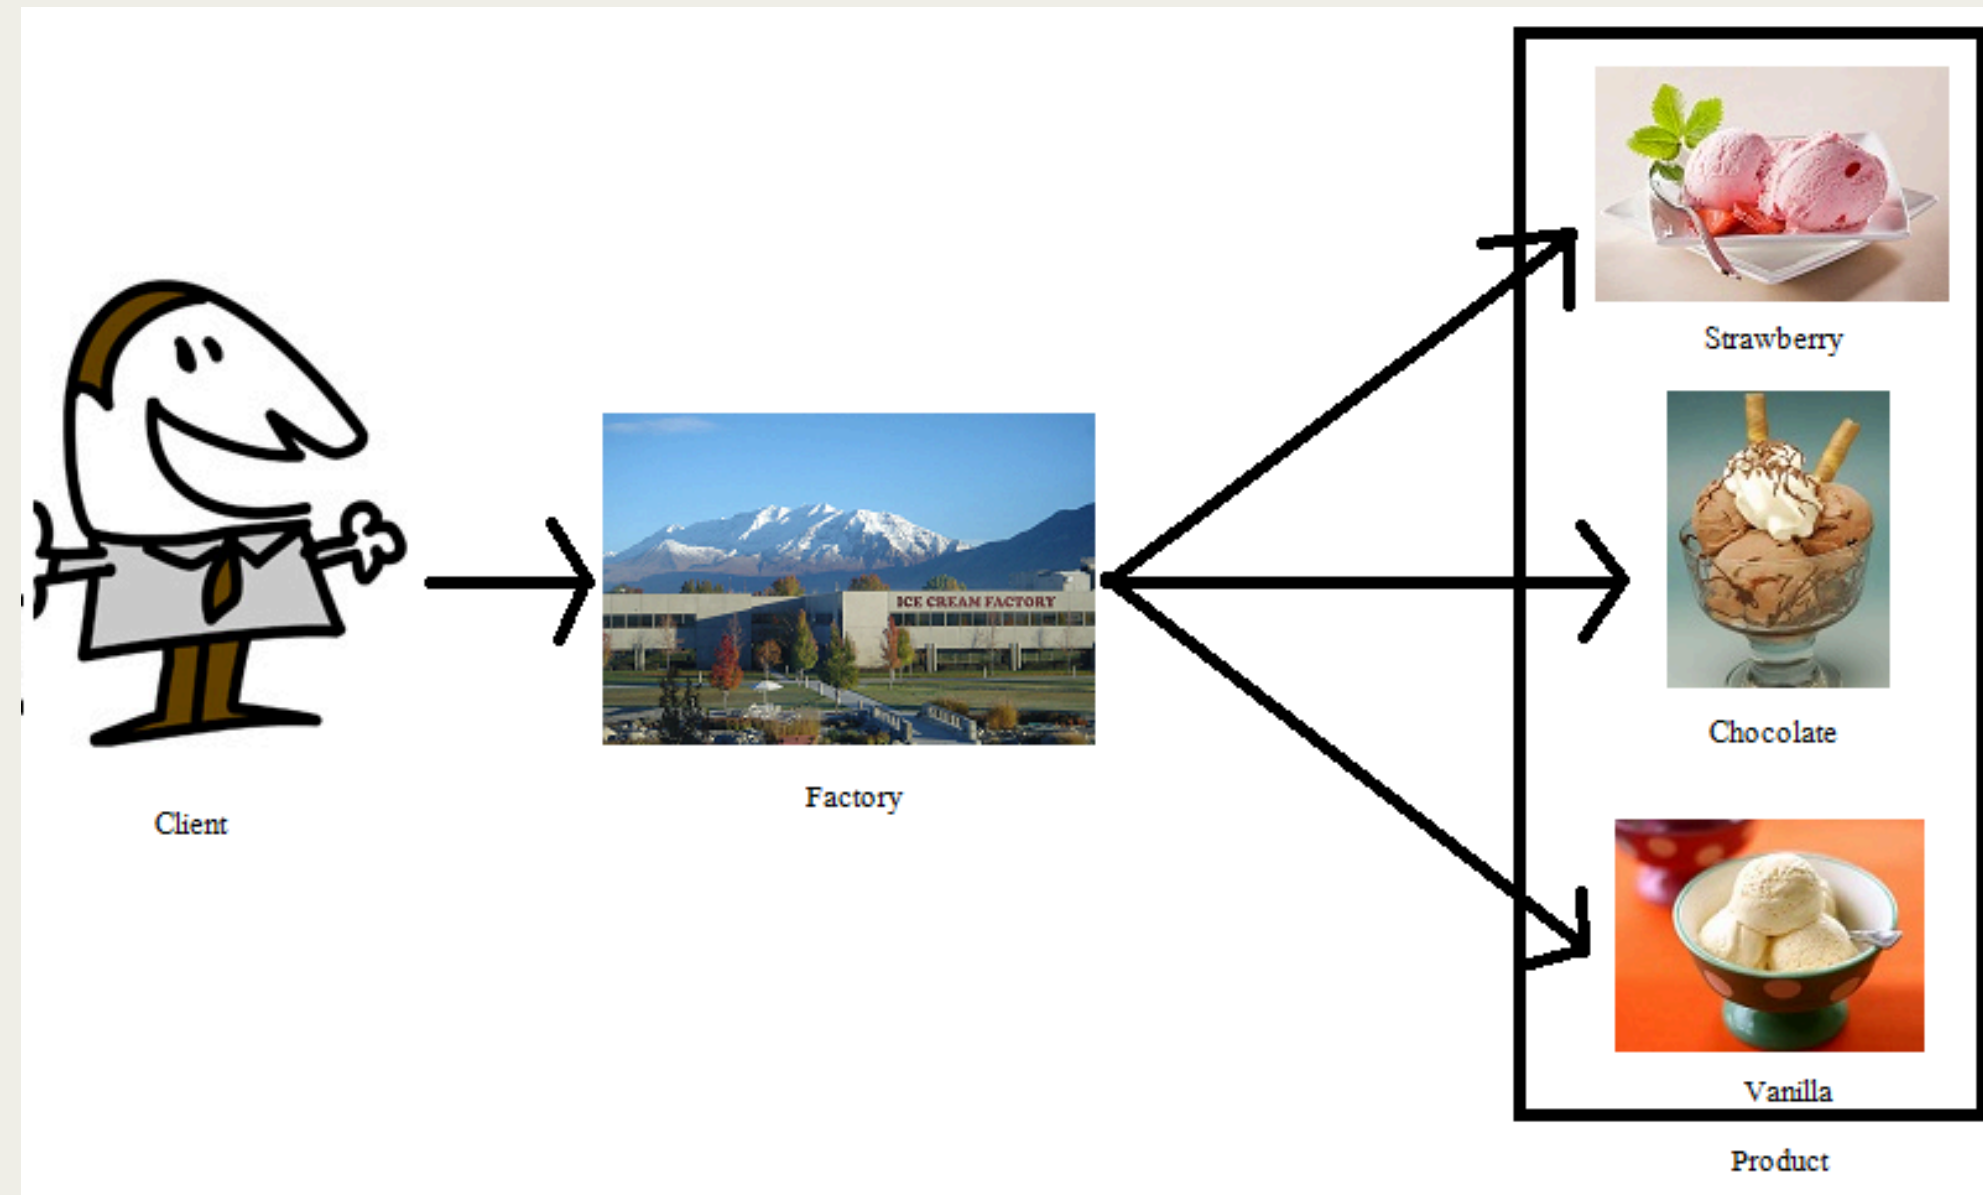 Client
ICE CREAM FACTORY
Factory
Strawberry
Chocolate
Vanilla
Product